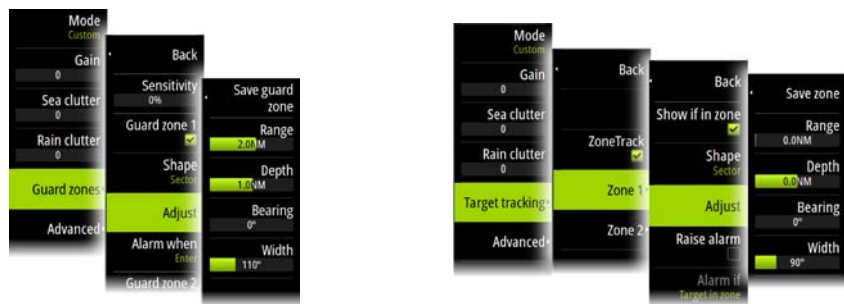 Mode
Custom
Gain
0
Sea clutter
0
Rain clutter
0
Guard zones
Advanced
Back
Sensitivity
0%
Guard zone 1
Shape
Sector
Adjust
Alarm when
Enter
Guard zone 2
Save guard
zone
Range
2.0NM
Depth
1.0NM
Bearing
0°
Width
110°
Mode
Custom
Gain
0
Sea clutter
0
Rain clutter
0
Target tracking
Advanced
Back
ZoneTrack
Zone 1
Zone 2
Back
Show if in zone
Shape
Sector
Adjust
Raise alarm
Alarm if
Target in zone
Save zone
Range
0.0NM
Depth
0.0NM
Bearing
0°
Width
90°